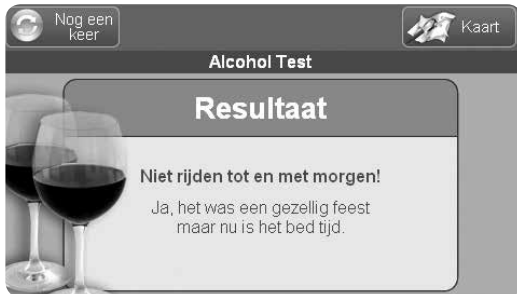 Nog een
keer
Kaart
Alcohol Test
Resultaat
Niet rijden tot en met morgen!
Ja, het was een gezellig feest
maar nu is het bed tijd.